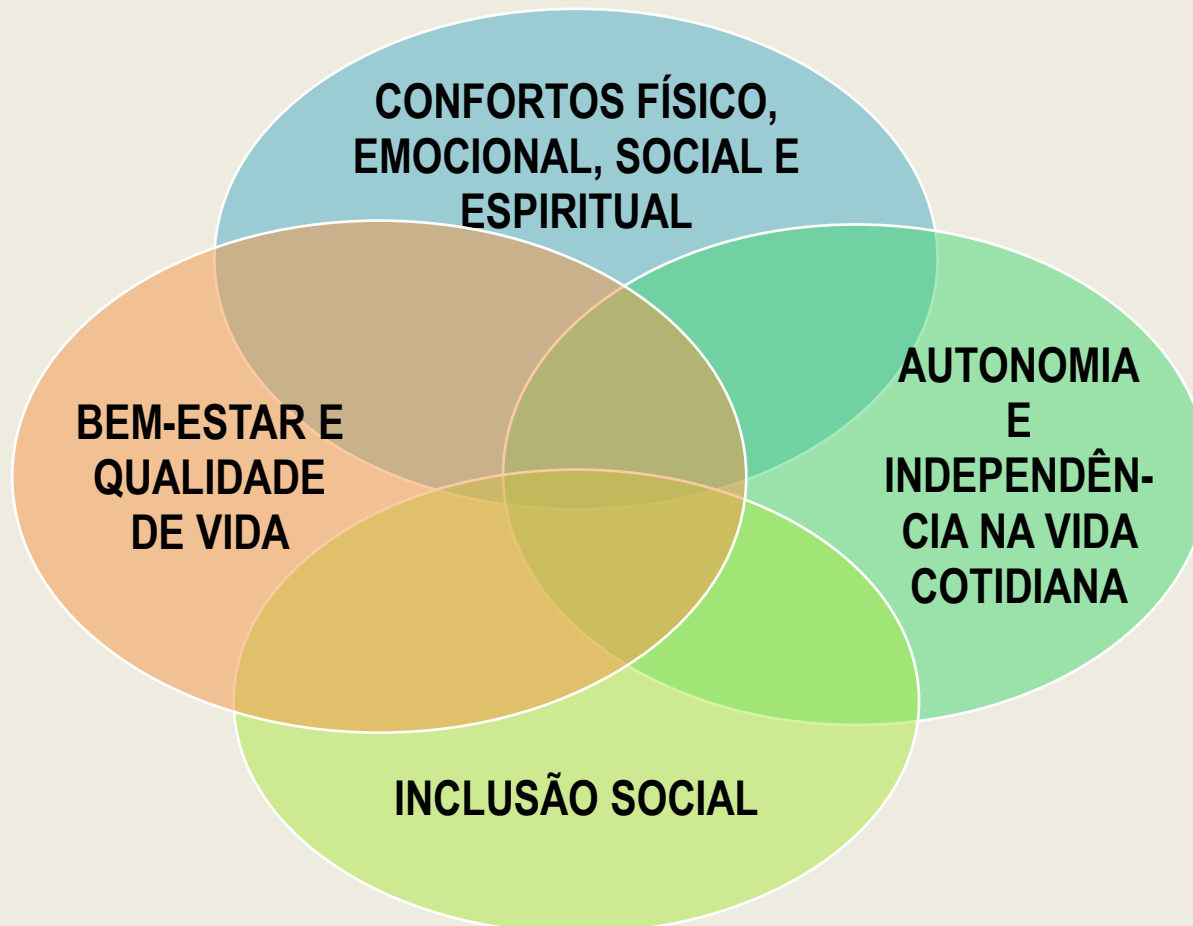 CONFORTOS FÍSICO,
EMOCIONAL, SOCIAL E
ESPIRITUAL
BEM-ESTAR E
QUALIDADE
DE VIDA
AUTONOMIA
E
INDEPENDÊN-
CIA NA VIDA
COTIDIANA
INCLUSÃO SOCIAL